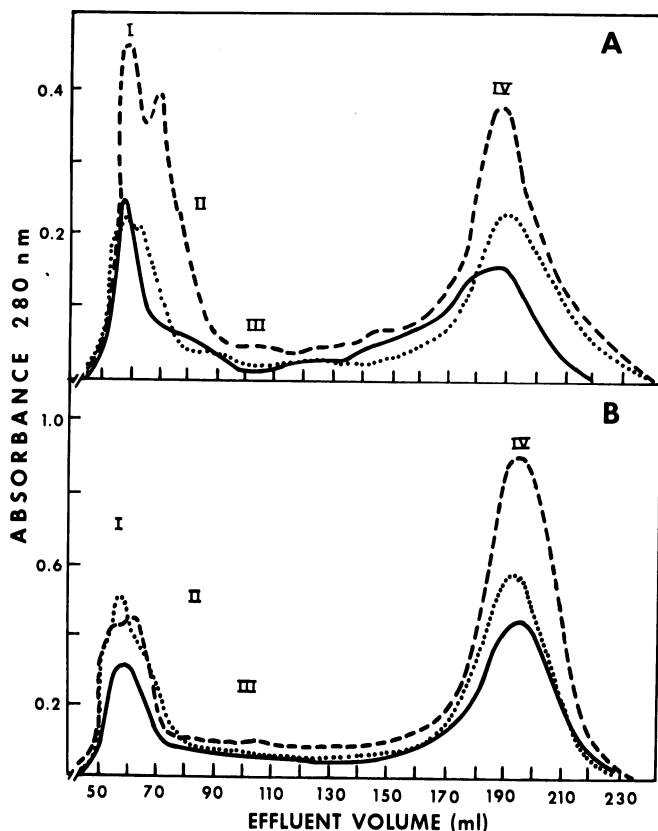 A
I
II
III
IV
0.4
0.2
B
I
II
III
IV
1.0
0.6
0.2
ABSORBANCE 280 nm
50 70 90 110 130 150 170 190 210 240
EFFLUENT VOLUME (ml)